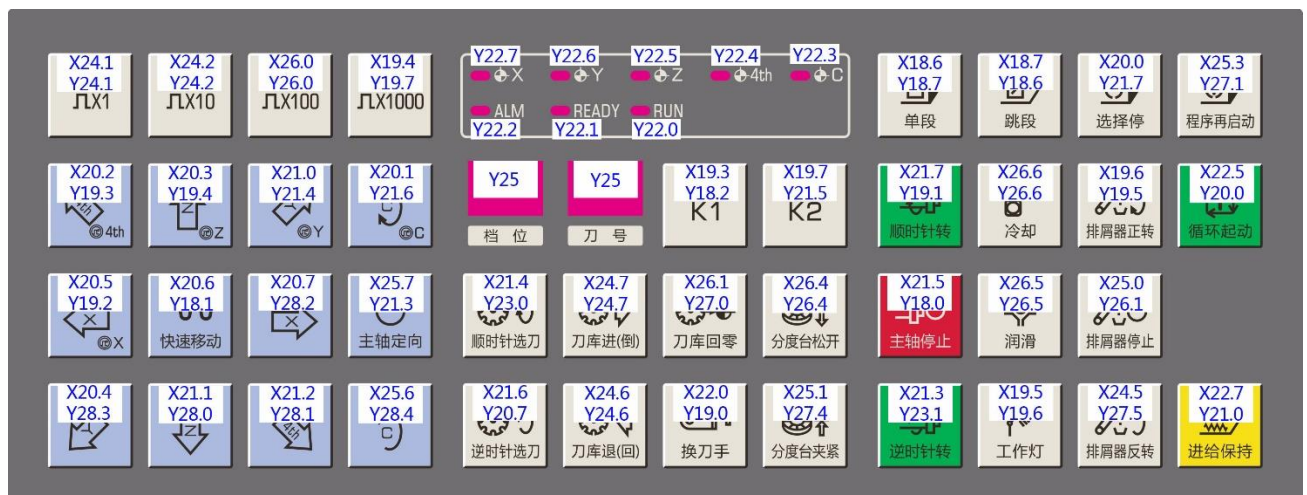 X24.1 X24.2 X26.0 X19.4 Y22.7 Y22.6 Y22.5 Y22.4 Y22.3 X18.6 X18.7 X20.0 X25.3
Y24.1 Y24.2 Y26.0 Y19.7 X Y Z 4th C Y18.7 Y18.6 Y21.7 Y27.1
X1 X10 X100 X1000 ALM READY RUN 单段 跳段 选择停 程序再启动
Y22.2 Y22.1 Y22.0
X20.2 X20.3 X21.0 X20.1 Y25 Y25 X19.3 X19.7 X21.7 X26.6 X19.6 X22.5
Y19.3 Y19.4 Y21.4 Y21.6 Y18.2 Y21.5 Y19.1 Y26.6 Y19.5 Y20.0
4th Z K1 K2
@4th @Z @Y @C 档位 刀号 顺时针转 冷却 排屑器正转 循环起动
X20.5 X20.6 X20.7 X25.7 X21.4 X24.7 X26.1 X26.4 X21.5 X26.5 X25.0
Y19.2 Y18.1 Y28.2 Y21.3 Y23.0 Y24.7 Y27.0 Y26.4 Y18.0 Y26.5 Y26.1
X X
@X 快速移动 主轴定向 顺时针选刀 刀库进(倒) 刀库回零 分度台松开 主轴停止 润滑 排屑器停止
X20.4 X21.1 X21.2 X25.6 X21.6 X24.6 X22.0 X25.1 X21.3 X19.5 X24.5 X22.7
Y28.3 Y28.0 Y28.1 Y28.4 Y20.7 Y24.6 Y19.0 Y27.4 Y23.1 Y19.6 Y27.5 Y21.0
Y Z 4th C
逆时针选刀 刀库退(回) 换刀手 分度台夹紧 逆时针转 工作灯 排屑器反转 进给保持